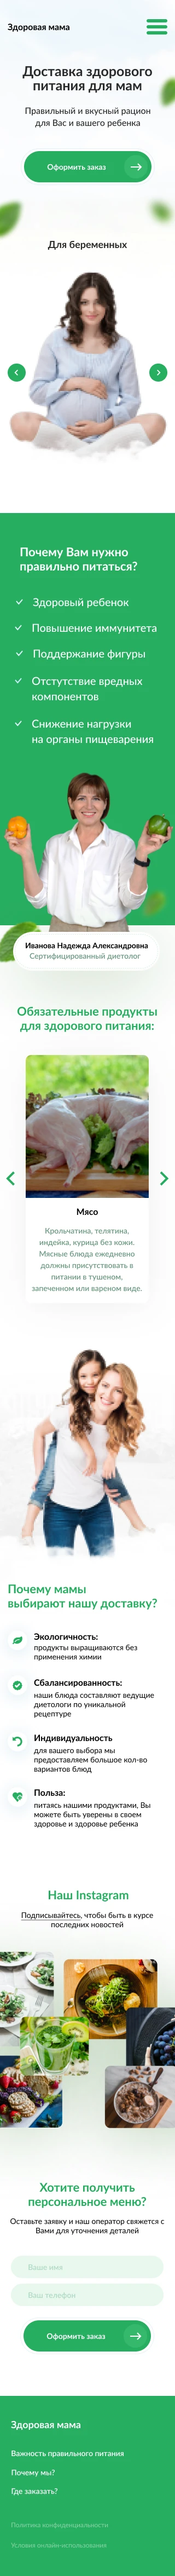 Здоровая мама
Доставка здорового
питания для мам
Правильный и вкусный рацион
для Вас и вашего ребенка
Оформить заказ
Для беременных
Почему Вам нужно
правильно питаться?
Здоровый ребенок
Повышение иммунитета
Поддержание фигуры
Отстутствие вредных
компонентов
Снижение нагрузки
на органы пищеварения
Иванова Надежда Александровна
Сертифицированный диетолог
Обязательные продукты
для здорового питания:
Мясо
Крольчатина, телятина,
индейка, курица без кожи.
Мясные блюда ежедневно
должны присутствовать в
питании в тушеном,
запеченном или вареном виде.
Почему мамы
выбирают нашу доставку?
Экологичность:
продукты выращиваются без
применения химии
Сбалансированность:
наши блюда составляют ведущие
диетологи по уникальной
рецептуре
Индивидуальность
для вашего выбора мы
предоставляем большое кол-во
вариантов блюд
Польза:
питаясь нашими продуктами, Вы
можете быть уверены в своем
здоровье и здоровье ребенка
Наш Instagram
Подписывайтесь, чтобы быть в курсе
последних новостей
Хотите получить
персональное меню?
Оставьте заявку и наш оператор свяжется с
Вами для уточнения деталей
Ваше имя
Ваш телефон
Оформить заказ
Здоровая мама
Важность правильного питания
Почему мы?
Где заказать?
Политика конфиденциальности
Условия онлайн-использования